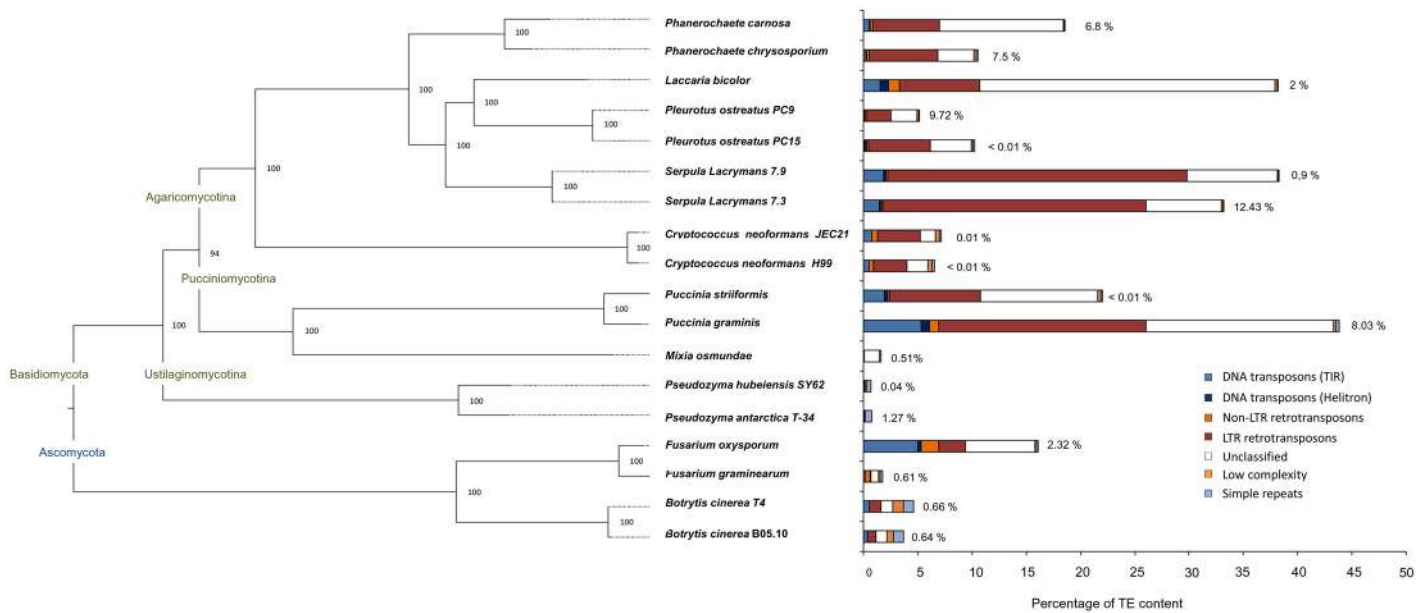 Phanerochaete carnosa 6.8 %
Phanerochaete chrysosporium 7.5 %
Laccaria bicolor 2 %
Pleurotus ostreatus PC9 9.72 %
Pleurotus ostreatus PC15 < 0.01 %
Serpula Lacrymans 7.9 0,9 %
Serpula Lacrymans 7.3 12.43 %
Cryptococcus neoformans JEC21 0.01 %
Cryptococcus neoformans H99 < 0.01 %
Puccinia striiformis < 0.01 %
Puccinia graminis 8.03 %
Mixia osmundae 0.51%
Pseudozyma hubeiensis SY62 0.04 %
Pseudozyma antarctica T-34 1.27 %
Fusarium oxysporum 2.32 %
Fusarium graminearum 0.61 %
Botrytis cinerea T4 0.66 %
Botrytis cinerea B05.10 0.64 %
100
100
100
100
100
100
100
100
Agaricomycotina
94
100
Pucciniomycotina
100
100
100
Basidiomycota
Ustilaginomycotina
100
Ascomycota
100
100
100
DNA transposons (TIR)
DNA transposons (Helitron)
Non-LTR retrotransposons
LTR retrotransposons
Unclassified
Low complexity
Simple repeats
0 5 10 15 20 25 30 35 40 45 50
Percentage of TE content